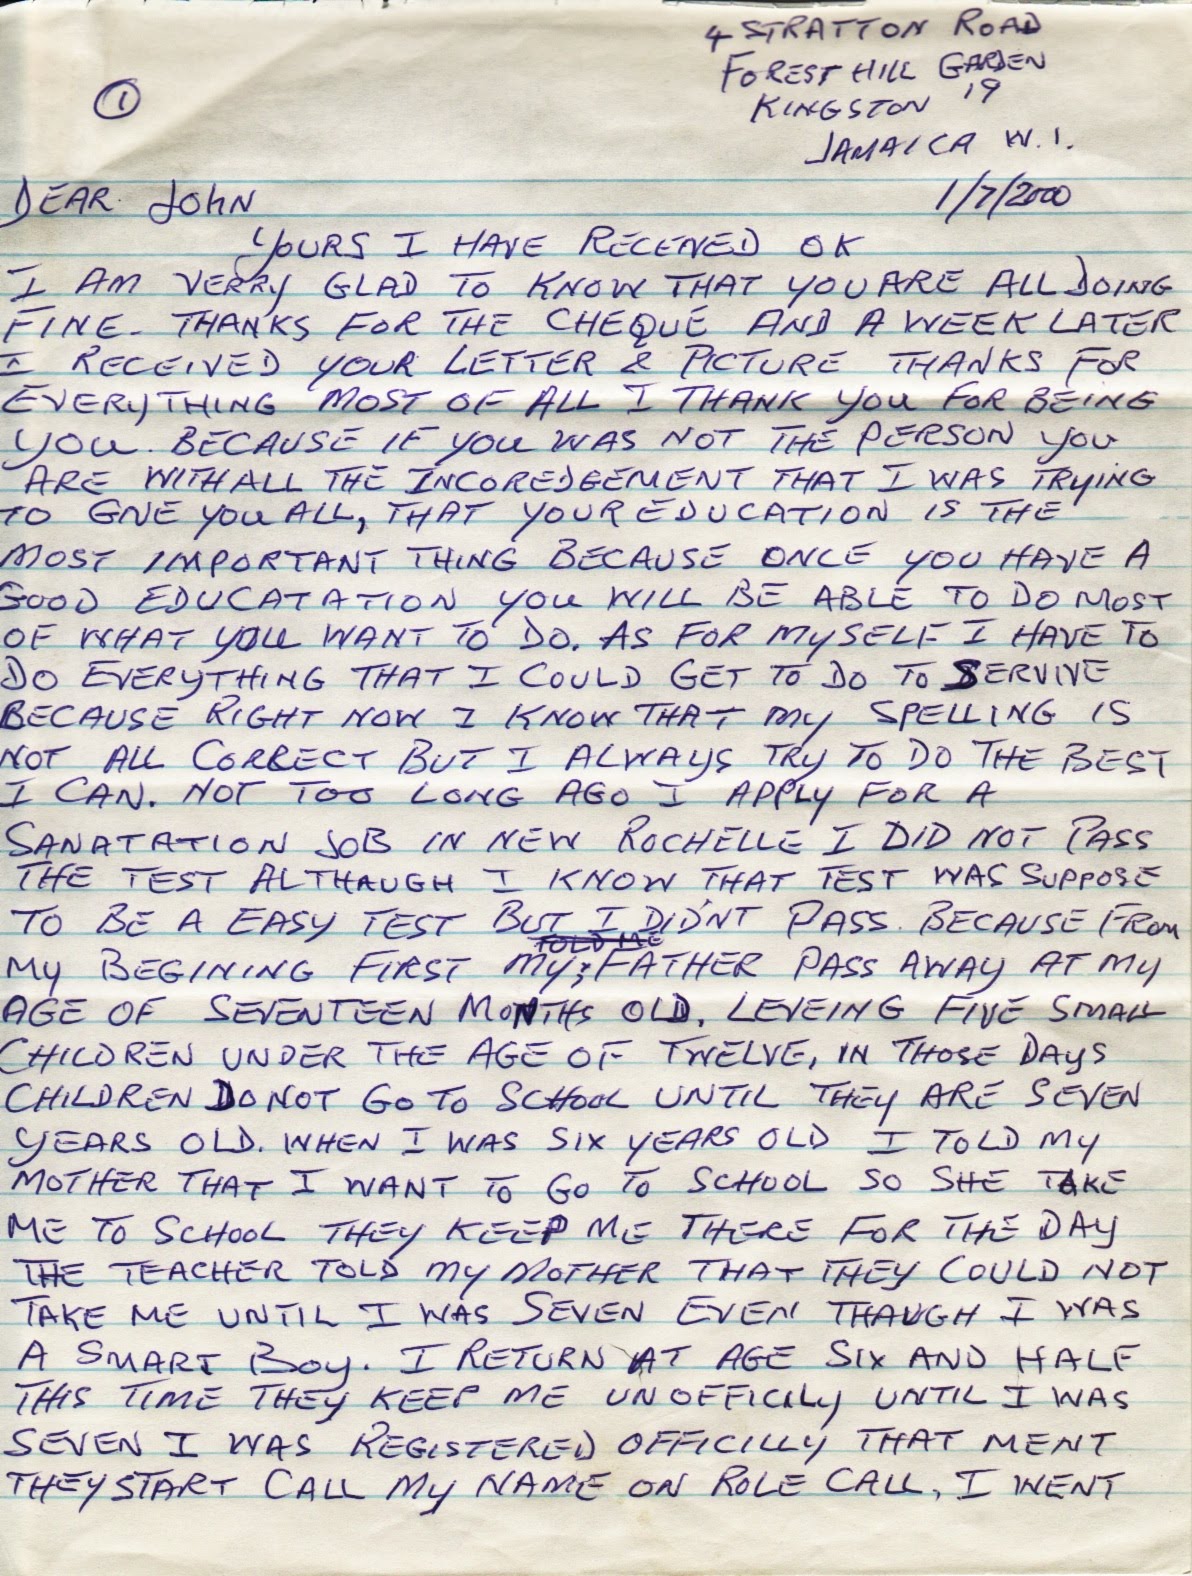 4 STRATTON ROAD
FOREST HILL GARDEN
KINGSTON 19
JAMAICA W.I.
1
1/7/2000
DEAR JOHN
YOURS I HAVE RECEIVED OK
I AM VERRY GLAD TO KNOW THAT YOU ARE ALL DOING
FINE. THANKS FOR THE CHEQUE AND A WEEK LATER
I RECEIVED YOUR LETTER & PICTURE THANKS FOR
EVERYTHING MOST OF ALL I THANK YOU FOR BEING
YOU. BECAUSE IF YOU WAS NOT THE PERSON YOU
ARE WITH ALL THE INCOREDGEMENT THAT I WAS TRYING
TO GIVE YOU ALL, THAT YOUR EDUCATION IS THE
MOST IMPORTANT THING BECAUSE ONCE YOU HAVE A
GOOD EDUCATATION YOU WILL BE ABLE TO DO MOST
OF WHAT YOU WANT TO DO. AS FOR MYSELF I HAVE TO
DO EVERYTHING THAT I COULD GET TO DO TO SERVIVE
BECAUSE RIGHT NOW I KNOW THAT MY SPELLING IS
NOT ALL CORRECT BUT I ALWAYS TRY TO DO THE BEST
I CAN. NOT TOO LONG AGO I APPLY FOR A
SANATATION JOB IN NEW ROCHELLE I DID NOT PASS
THE TEST ALTHAUGH I KNOW THAT TEST WAS SUPPOSE
TO BE A EASY TEST BUT I DID'NT PASS. BECAUSE FROM
TOLD ME
MY BEGINING FIRST MY FATHER PASS AWAY AT MY
AGE OF SEVENTEEN MONTHS OLD, LEVEING FIVE SMALL
CHILDREN UNDER THE AGE OF TWELVE, IN THOSE DAYS
CHILDREN DO NOT GO TO SCHOOL UNTIL THEY ARE SEVEN
YEARS OLD. WHEN I WAS SIX YEARS OLD I TOLD MY
MOTHER THAT I WANT TO GO TO SCHOOL SO SHE TAKE
ME TO SCHOOL THEY KEEP ME THERE FOR THE DAY
THE TEACHER TOLD MY MOTHER THAT THEY COULD NOT
TAKE ME UNTIL I WAS SEVEN EVEN THAUGH I WAS
A SMART BOY. I RETURN AT AGE SIX AND HALF
THIS TIME THEY KEEP ME UNOFFICILY UNTIL I WAS
SEVEN I WAS REGISTERED OFFICILLY THAT MENT
THEY START CALL MY NAME ON ROLE CALL, I WENT